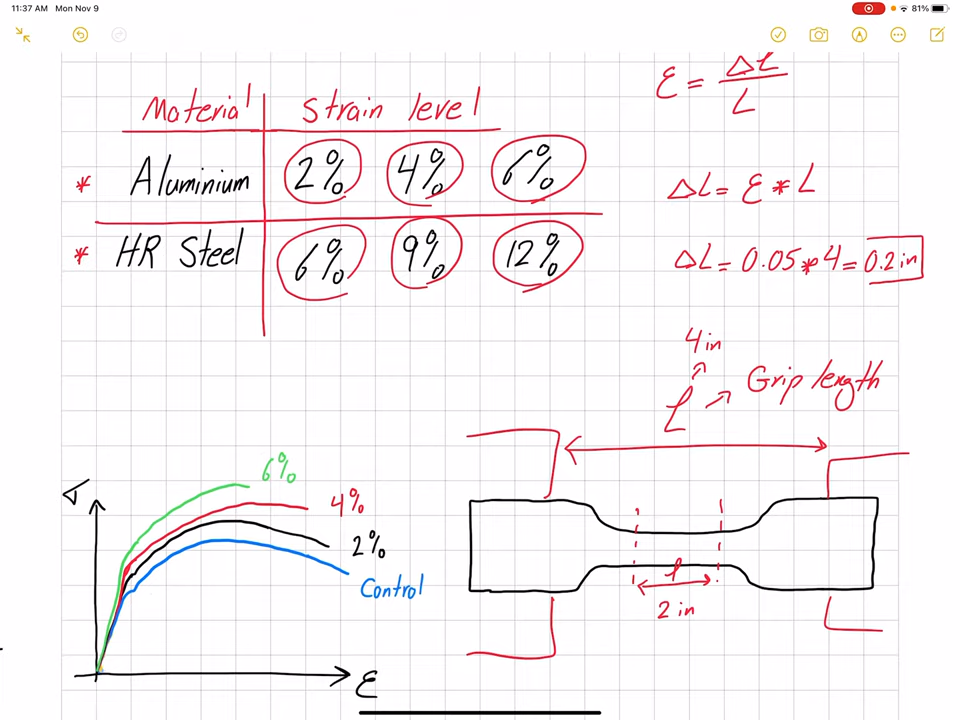 11:37 AM Mon Nov 9
81%
Material Strain level
* Aluminium 2% 4% 6%
* HR Steel 6% 9% 12%
ε = ΔL / L
ΔL = ε * L
ΔL = 0.05 * 4 = 0.2 in
4 in
L Grip length
l
2 in
σ
6%
4%
2%
Control
ε